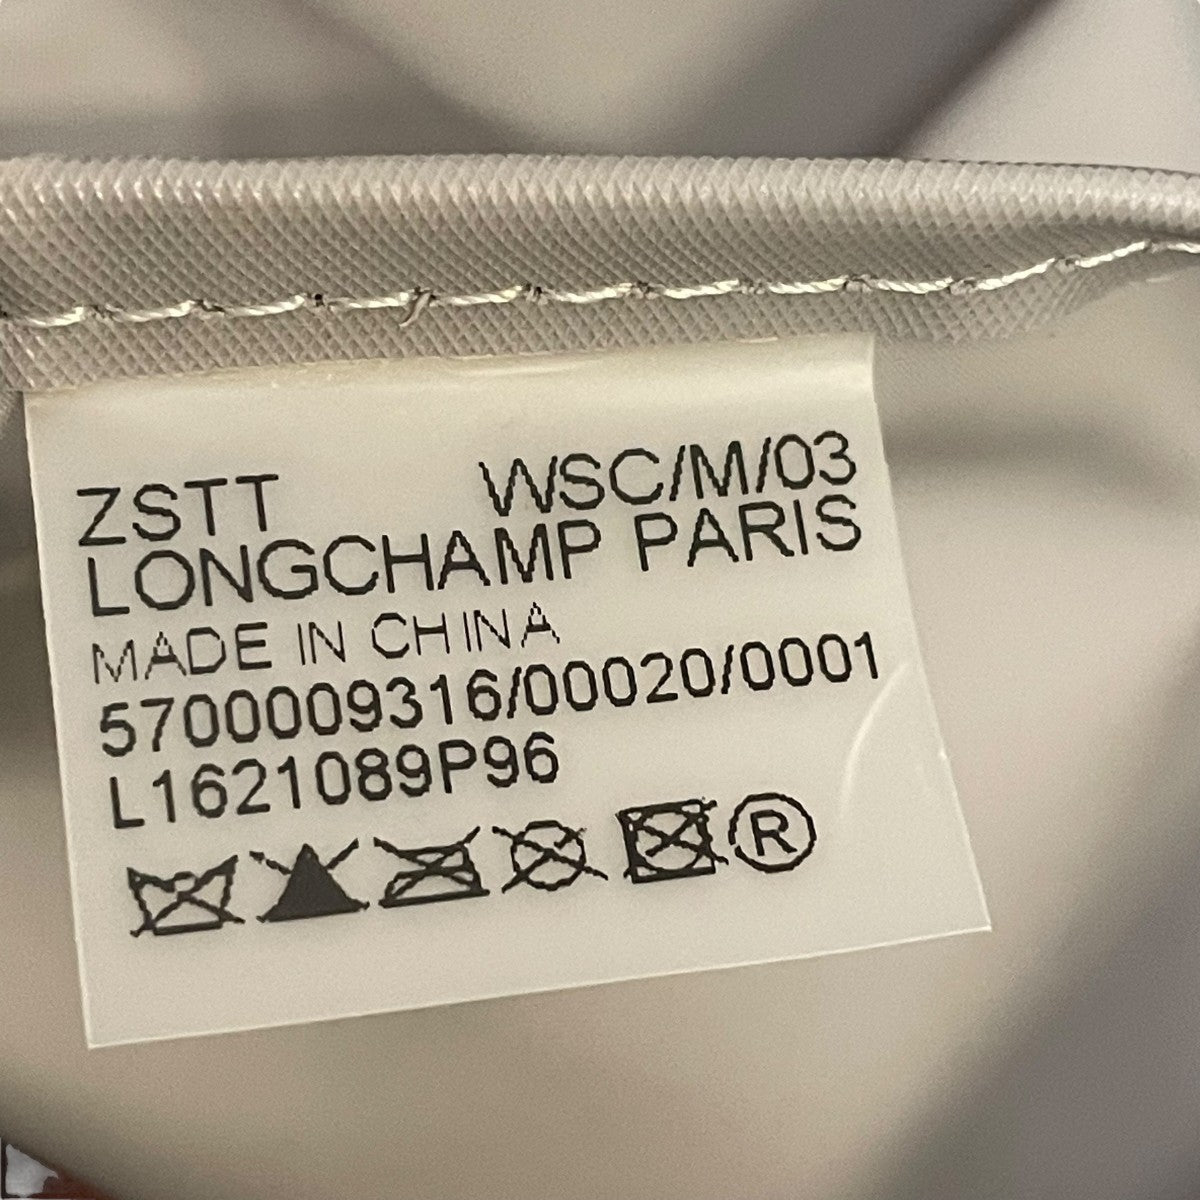 ZSTT WSC/M/03
LONGCHAMP PARIS
MADE IN CHINA
5700009316/00020/0001
L1621089P96
®